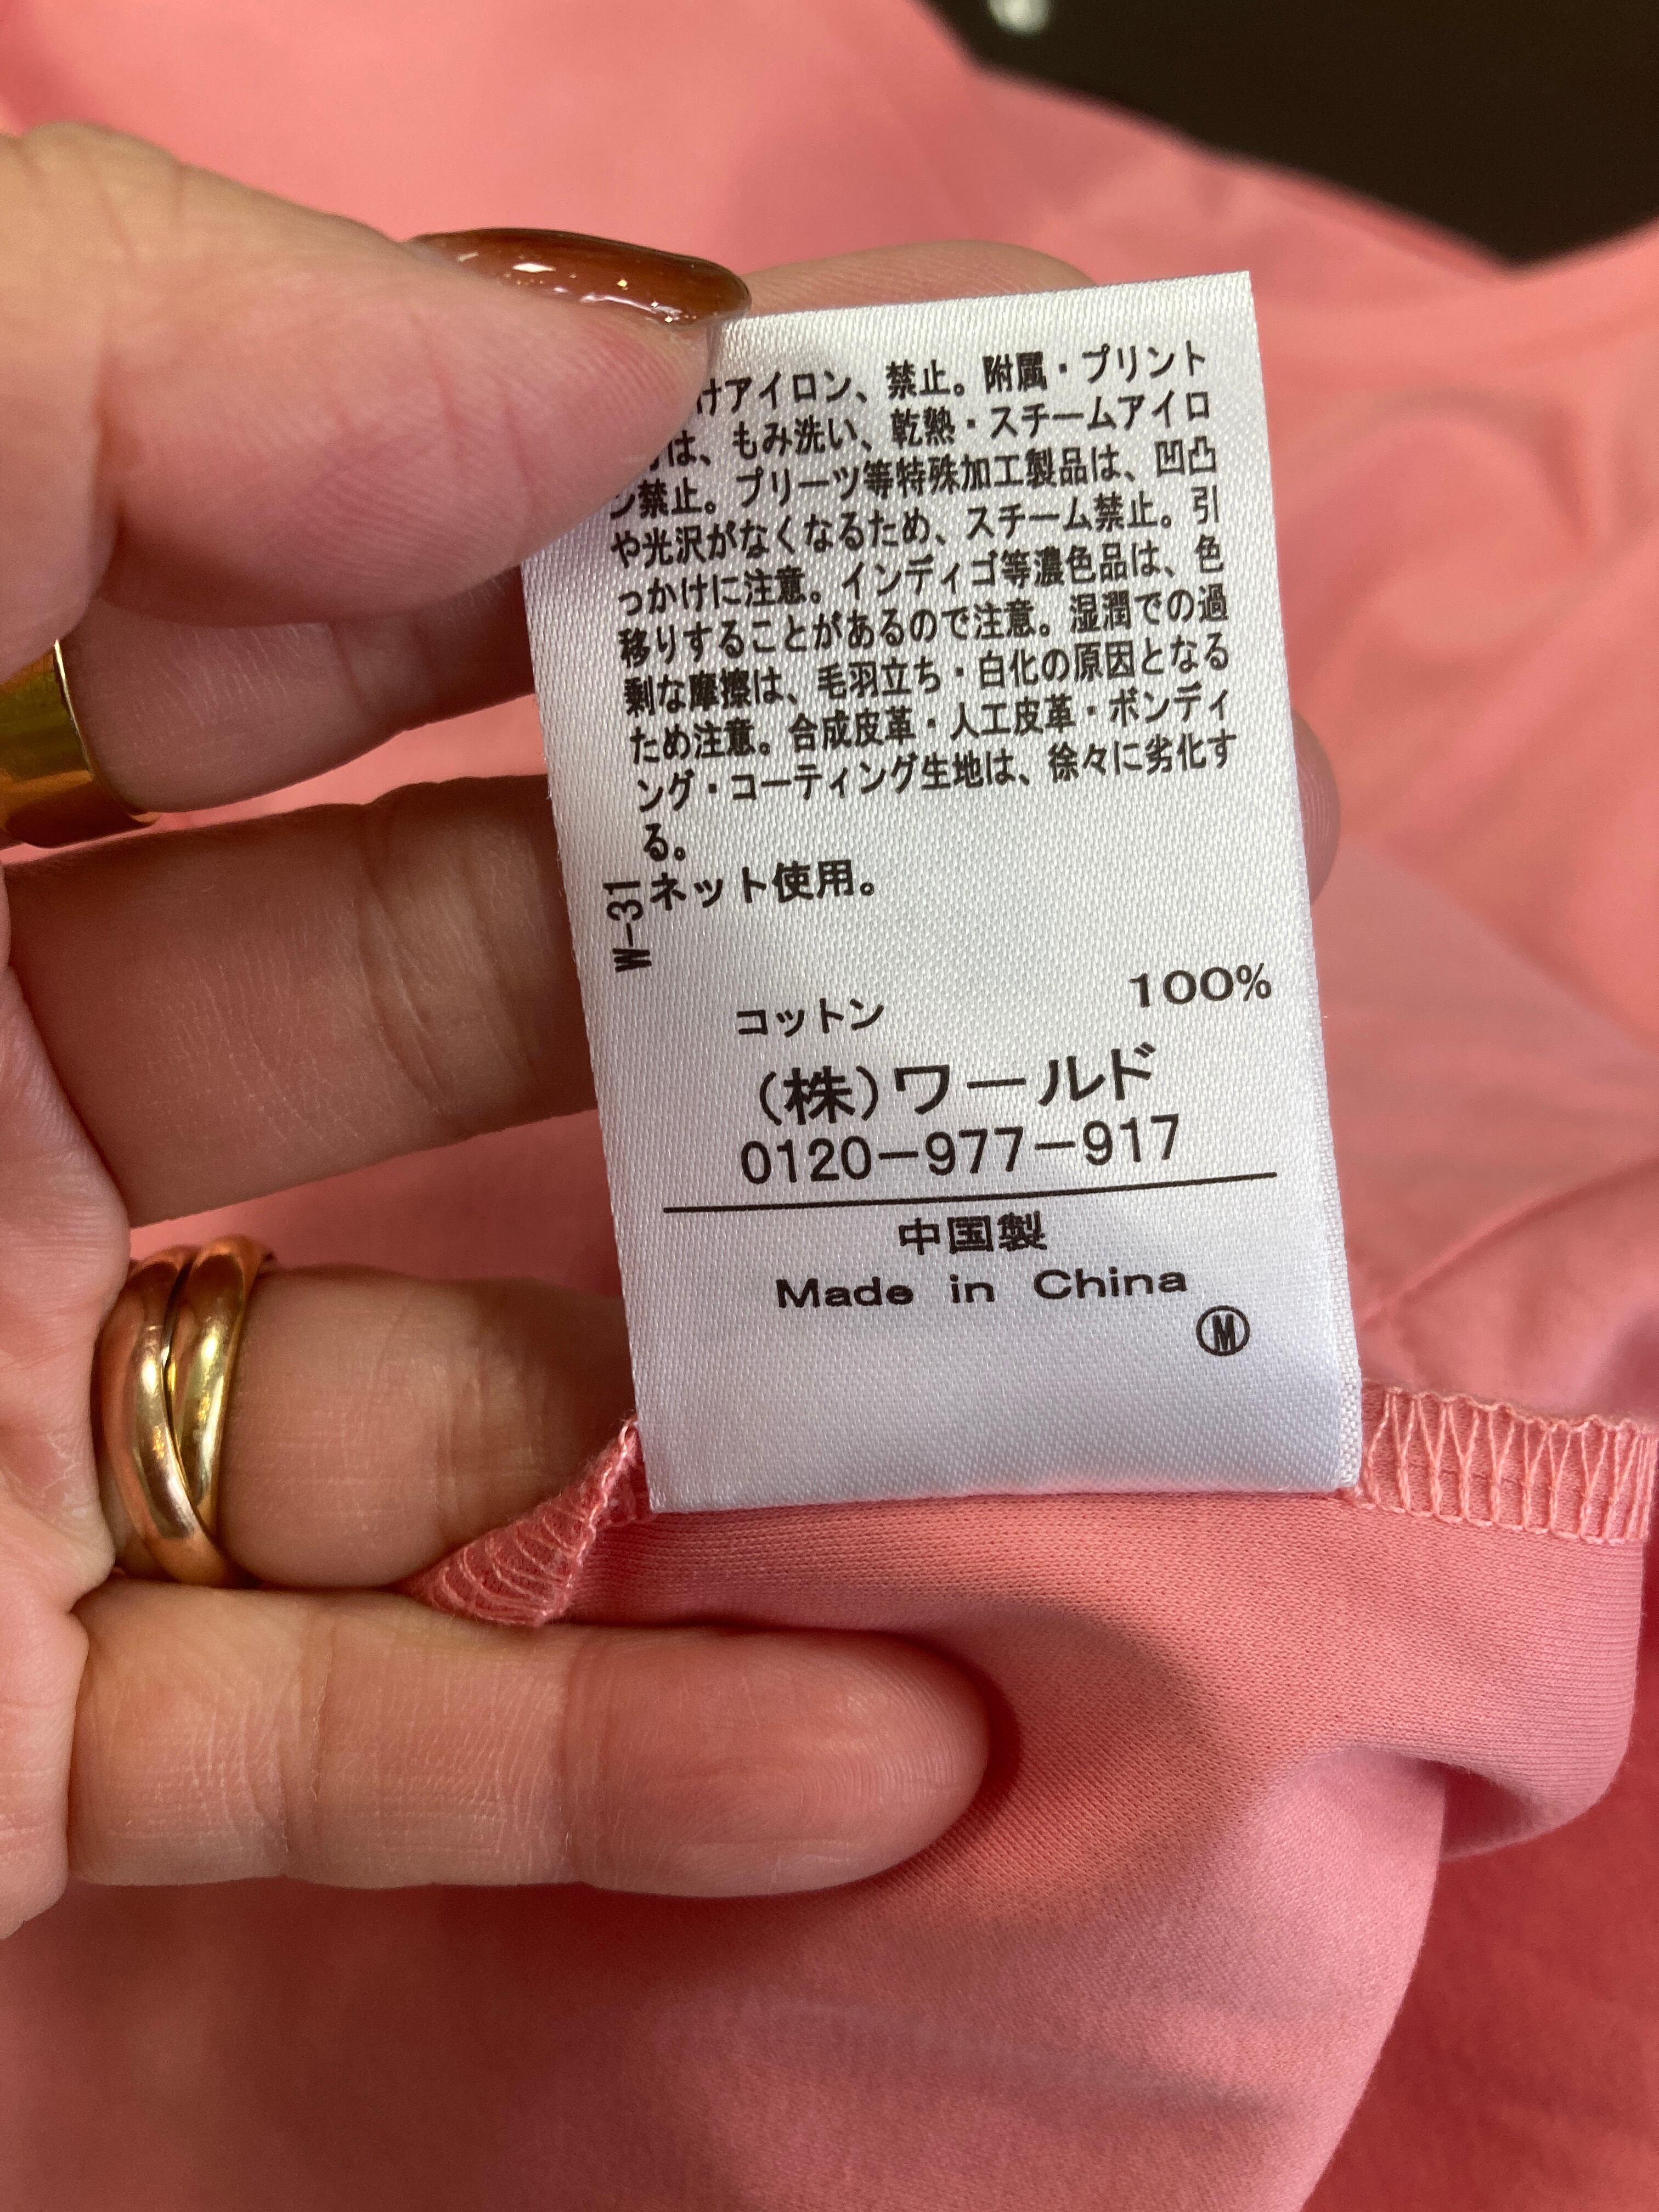 けアイロン、禁止。附属・プリント
は、もみ洗い、乾熱・スチームアイロ
ン禁止。プリーツ等特殊加工製品は、凹凸
や光沢がなくなるため、スチーム禁止。引
っかけに注意。インディゴ等濃色品は、色
移りすることがあるので注意。湿潤での過
剰な摩擦は、毛羽立ち・白化の原因となる
ため注意。合成皮革・人工皮革・ボンディ
ング・コーティング生地は、徐々に劣化す
る。
ネット使用。
W-31
コットン 100%
(株)ワールド
0120-977-917
中国製
Made in China
Ⓜ